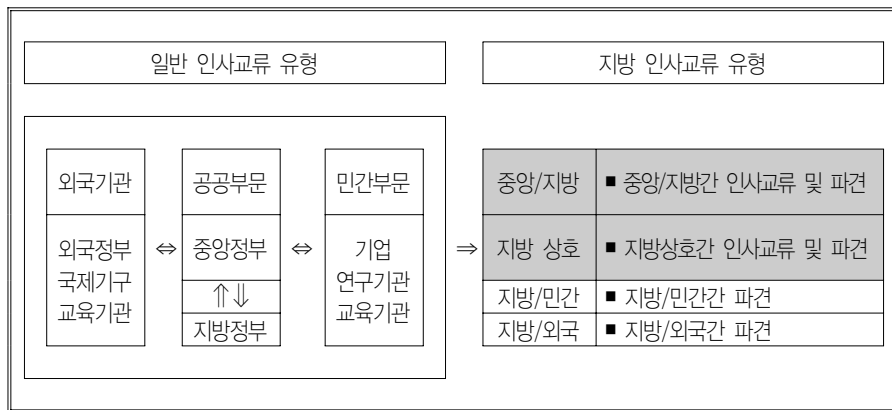 일반 인사교류 유형
지방 인사교류 유형
외국기관
외국정부
국제기구
교육기관
⇔
공공부문
중앙정부
⇑⇓
지방정부
⇔
민간부문
기업
연구기관
교육기관
⇒
중앙/지방 ■ 중앙/지방간 인사교류 및 파견
지방 상호 ■ 지방상호간 인사교류 및 파견
지방/민간 ■ 지방/민간간 파견
지방/외국 ■ 지방/외국간 파견